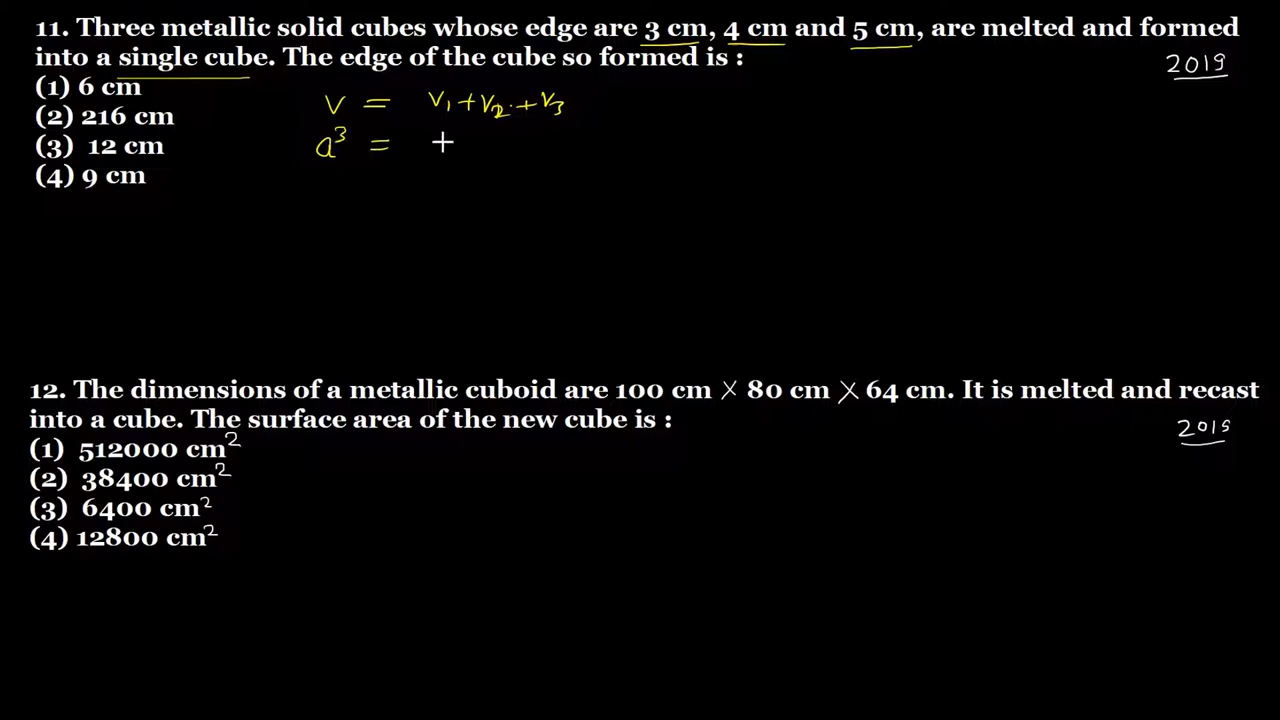 11. Three metallic solid cubes whose edge are 3 cm, 4 cm and 5 cm, are melted and formed
into a single cube. The edge of the cube so formed is :
2019
(1) 6 cm
V = V₁ + V₂ + V₃
(2) 216 cm
a³ =
(3) 12 cm
(4) 9 cm
12. The dimensions of a metallic cuboid are 100 cm × 80 cm × 64 cm. It is melted and recast
into a cube. The surface area of the new cube is :
2019
(1) 512000 cm²
(2) 38400 cm²
(3) 6400 cm²
(4) 12800 cm²